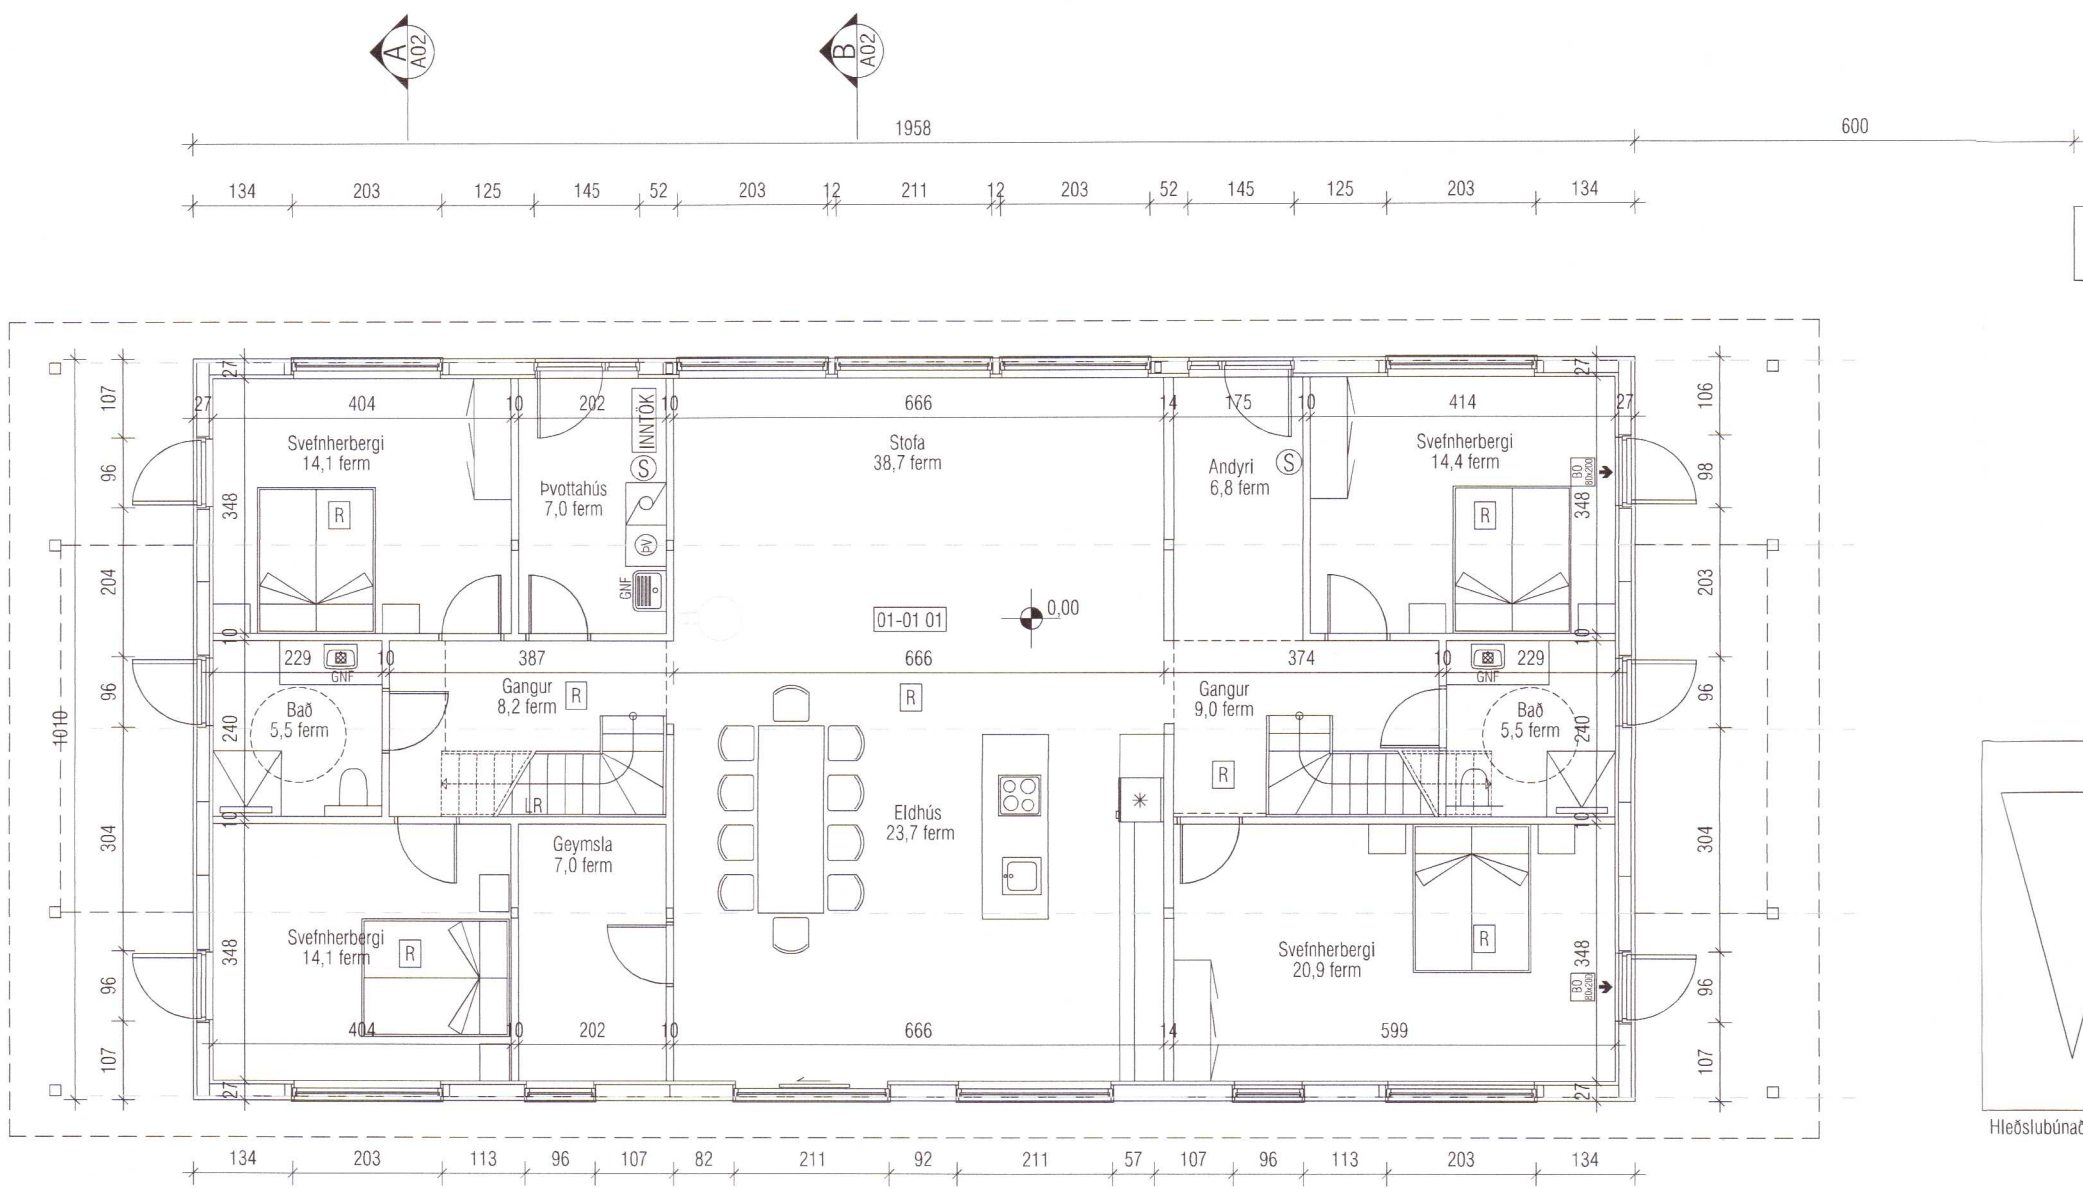 A
A02
B
A02
1958
600
134
203
125
145
52
203
12
211
12
203
52
145
125
203
134
27
27
27
404
10
202
10
666
14
175
10
414
27
INNTÖK
Svefnherbergi
14,1 ferm
Stofa
38,7 ferm
Svefnherbergi
14,4 ferm
Andyri
6,8 ferm
S
S
BO
80x200
Þvottahús
7,0 ferm
R
R
348
348
ÞV
GNF
01-01 01
0,00
107
96
204
96
304
96
107
1010
106
98
203
96
304
96
107
10
10
229
10
387
666
374
10
229
GNF
GNF
Gangur
8,2 ferm
R
R
Gangur
9,0 ferm
Bað
5,5 ferm
Bað
5,5 ferm
240
240
R
LR
Eldhús
23,7 ferm
10
10
Geymsla
7,0 ferm
Svefnherbergi
14,1 ferm
R
Svefnherbergi
20,9 ferm
R
348
348
BO
80x200
404
10
202
10
666
14
599
27
27
Hleðslubúnað
134
203
113
96
107
82
211
92
211
57
107
96
113
203
134